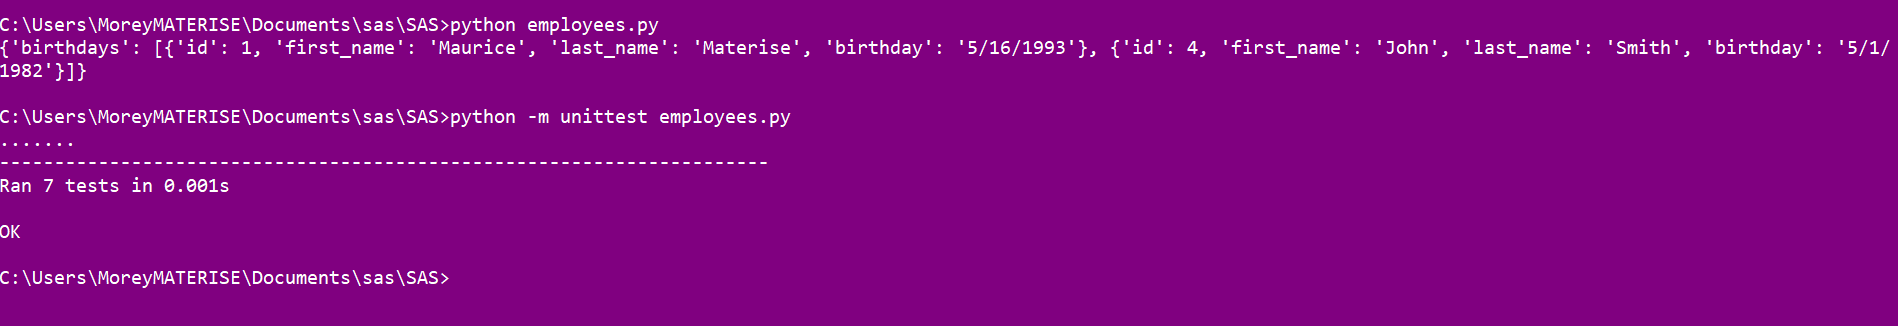 C:\Users\MoreyMATERISE\Documents\sas\SAS>python employees.py
{'birthdays': [{'id': 1, 'first_name': 'Maurice', 'last_name': 'Materise', 'birthday': '5/16/1993'}, {'id': 4, 'first_name': 'John', 'last_name': 'Smith', 'birthday': '5/1/
1982'}]}
C:\Users\MoreyMATERISE\Documents\sas\SAS>python -m unittest employees.py
.......
----------------------------------------------------------------------
Ran 7 tests in 0.001s
OK
C:\Users\MoreyMATERISE\Documents\sas\SAS>